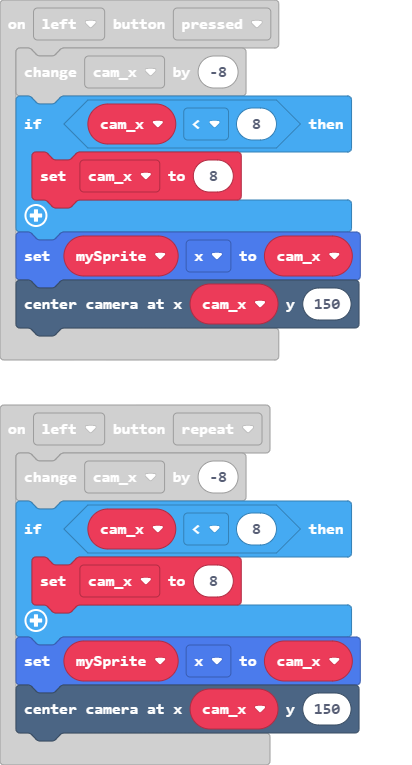 on left button pressed
change cam_x by -8
if cam_x < 8 then
set cam_x to 8
set mySprite x to cam_x
center camera at x cam_x y 150
on left button repeat
change cam_x by -8
if cam_x < 8 then
set cam_x to 8
set mySprite x to cam_x
center camera at x cam_x y 150